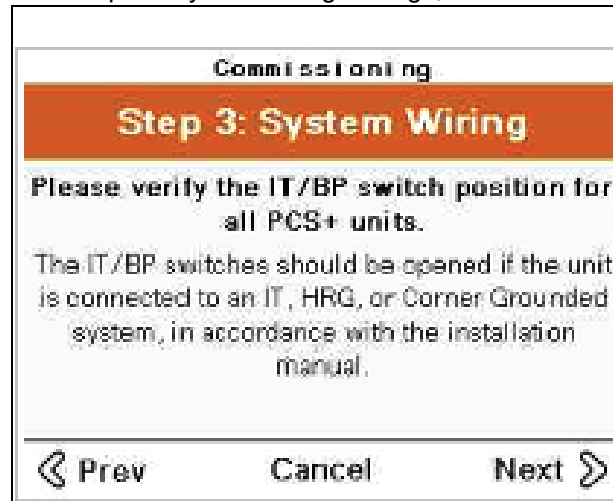 Commissioning
Step 3: System Wiring
Please verify the IT/BP switch position for
all PCS+ units.
The IT/BP switches should be opened if the unit
is connected to an IT, HRG, or Corner Grounded
system, in accordance with the installation
manual.
Prev Cancel Next